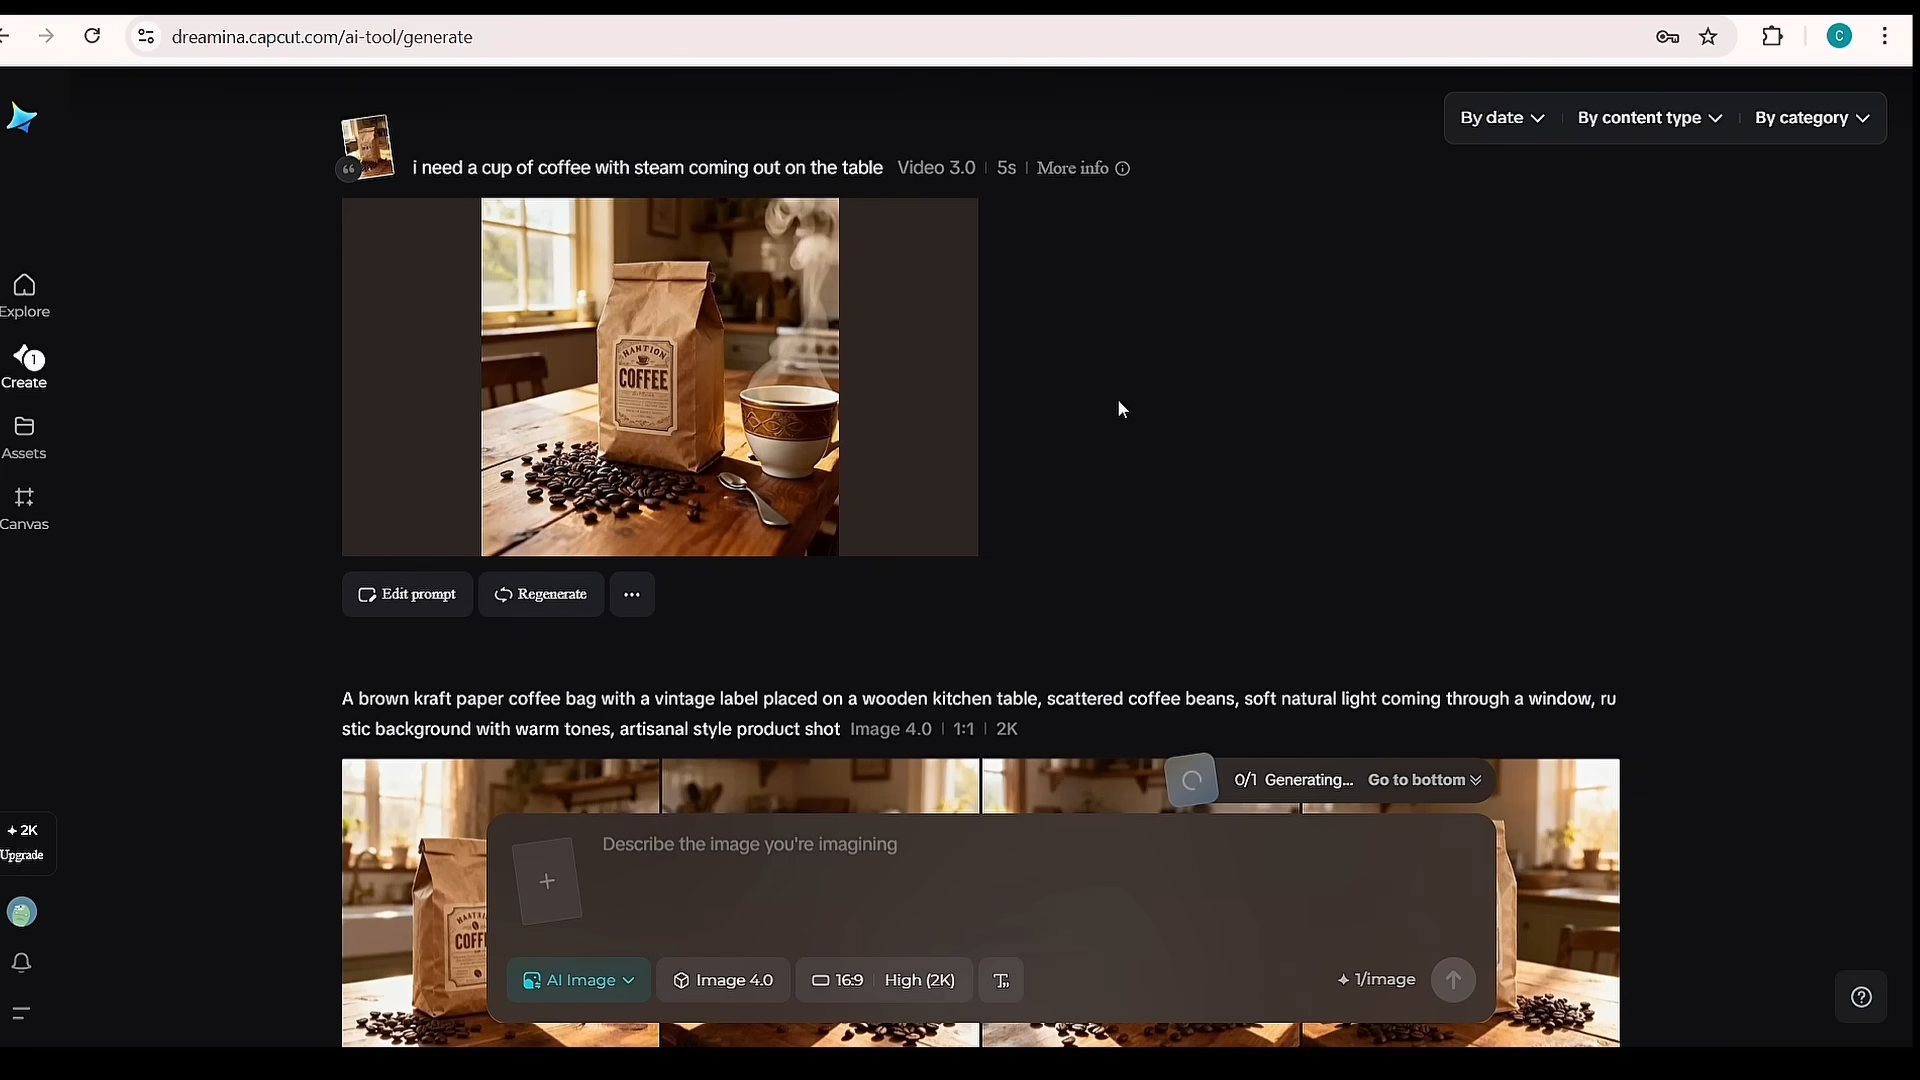 dreamina.capcut.com/ai-tool/generate
C
By date
By content type
By category
i need a cup of coffee with steam coming out on the table Video 3.0 | 5s | More info
HANTION
COFFEE
Explore
1
Create
Assets
Canvas
Edit prompt
Regenerate
A brown kraft paper coffee bag with a vintage label placed on a wooden kitchen table, scattered coffee beans, soft natural light coming through a window, ru
stic background with warm tones, artisanal style product shot Image 4.0 | 1:1 | 2K
0/1 Generating... Go to bottom
Describe the image you're imagining
2K
Upgrade
COFF
AI Image
Image 4.0
16:9
High (2K)
1/image